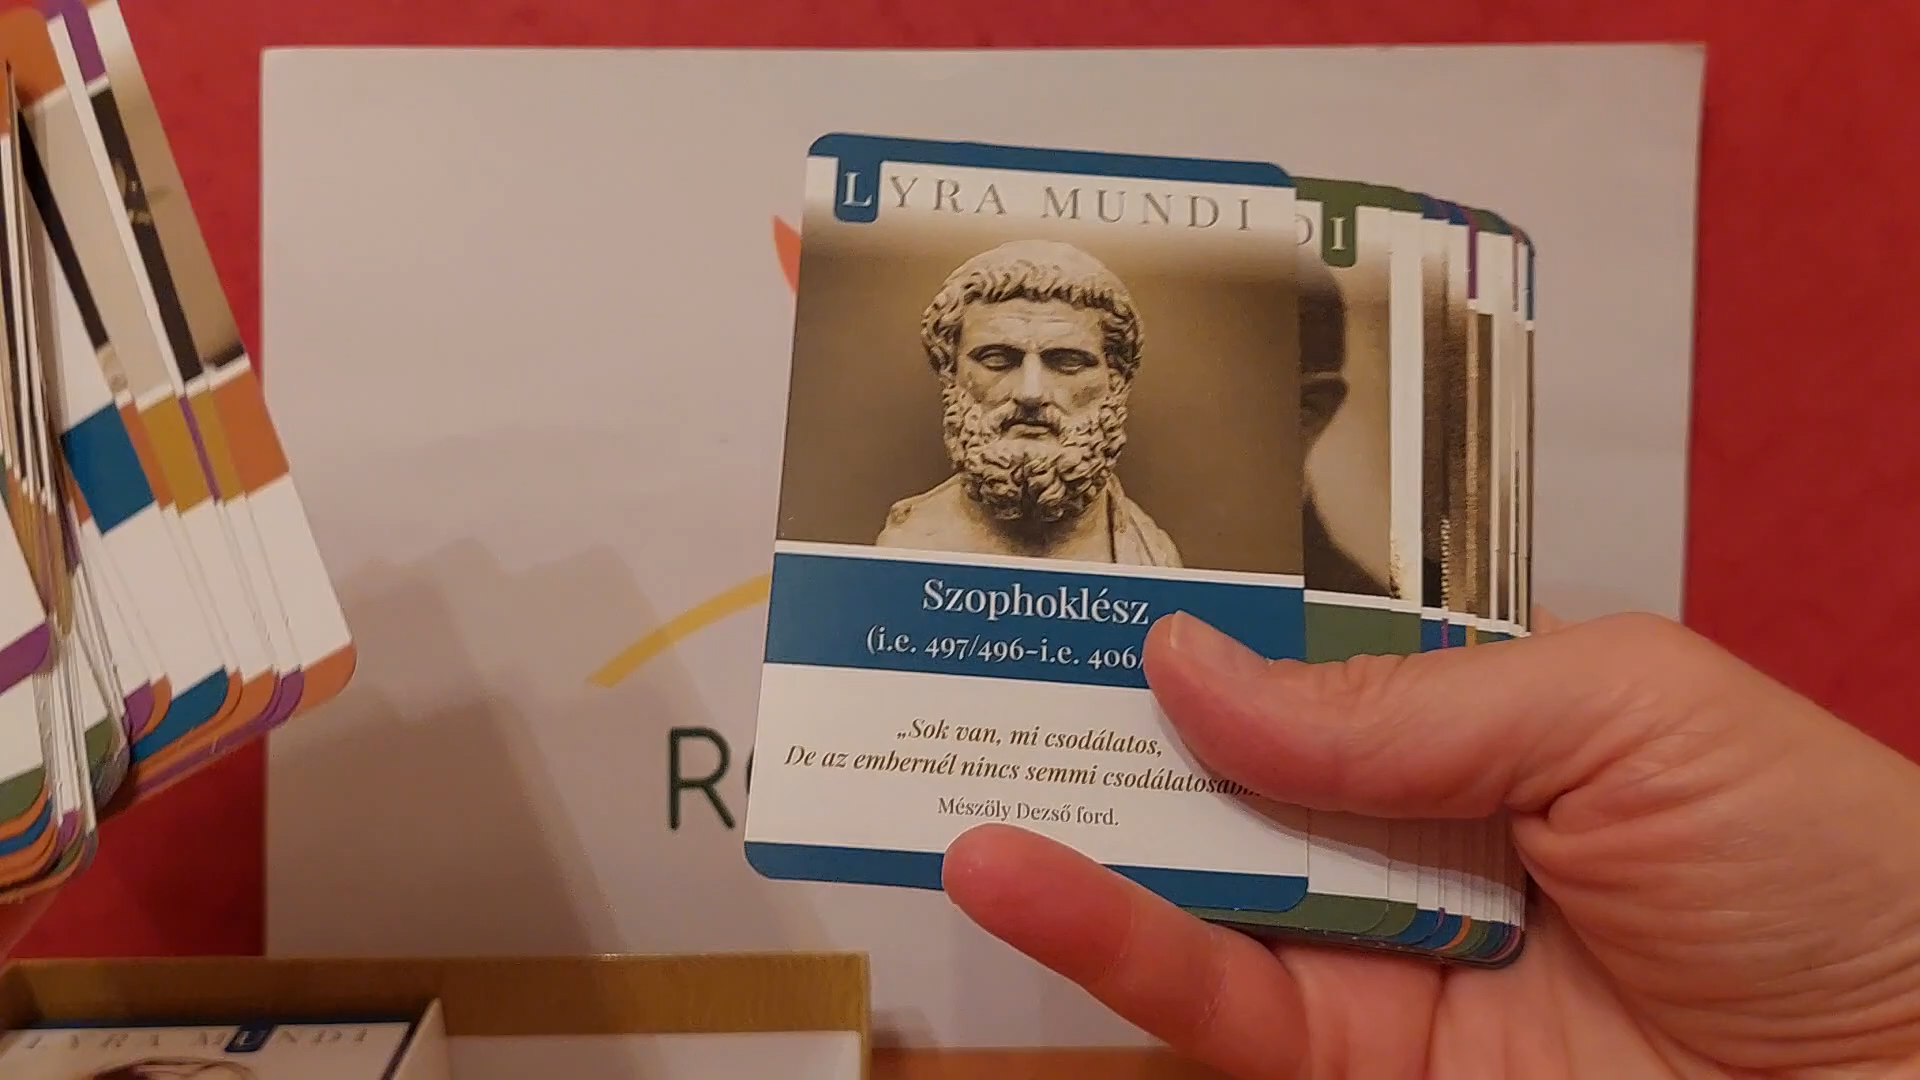 LYRA MUNDI
DI
Szophoklész
(i.e. 497/496-i.e. 406/
„Sok van, mi csodálatos,
De az embernél nincs semmi
Mészöly Dezső ford.
R
LYRA MUNDI